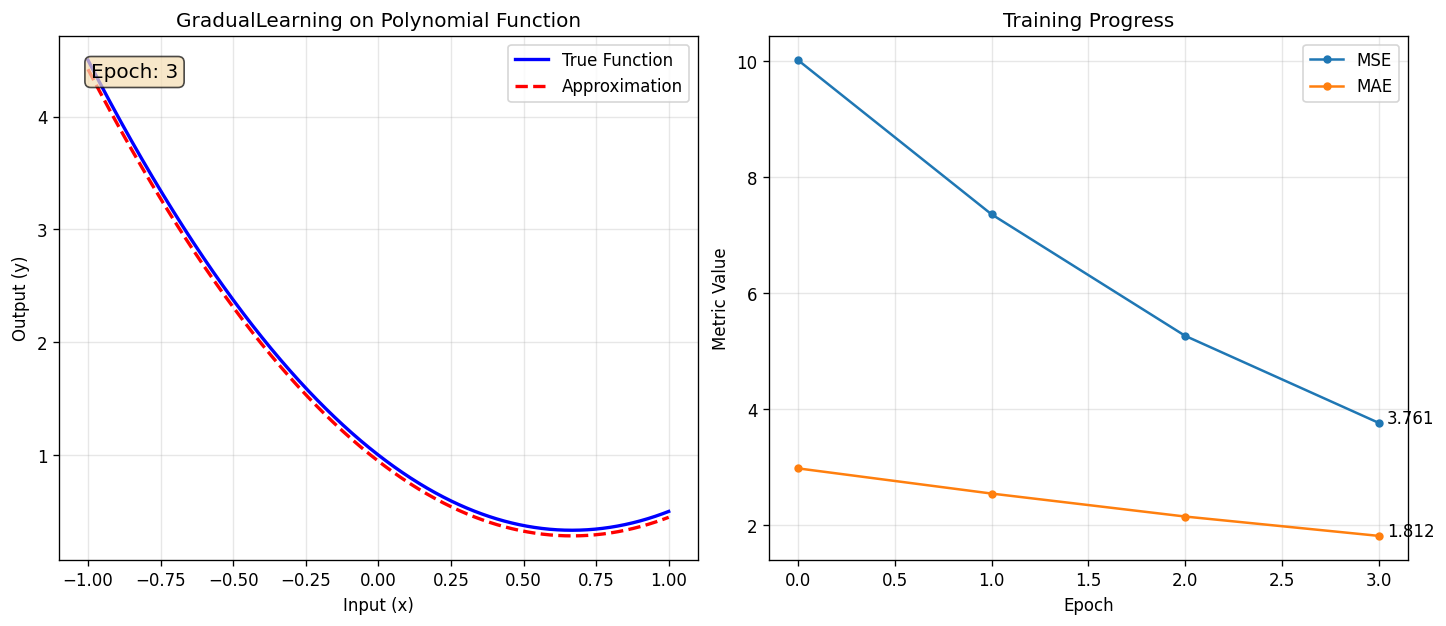 GradualLearning on Polynomial Function
Epoch: 3
True Function
Approximation
Output (y)
4
3
2
1
−1.00 −0.75 −0.50 −0.25 0.00 0.25 0.50 0.75 1.00
Input (x)
Training Progress
MSE
MAE
Metric Value
10
8
6
4
2
3.761
1.812
0.0 0.5 1.0 1.5 2.0 2.5 3.0
Epoch